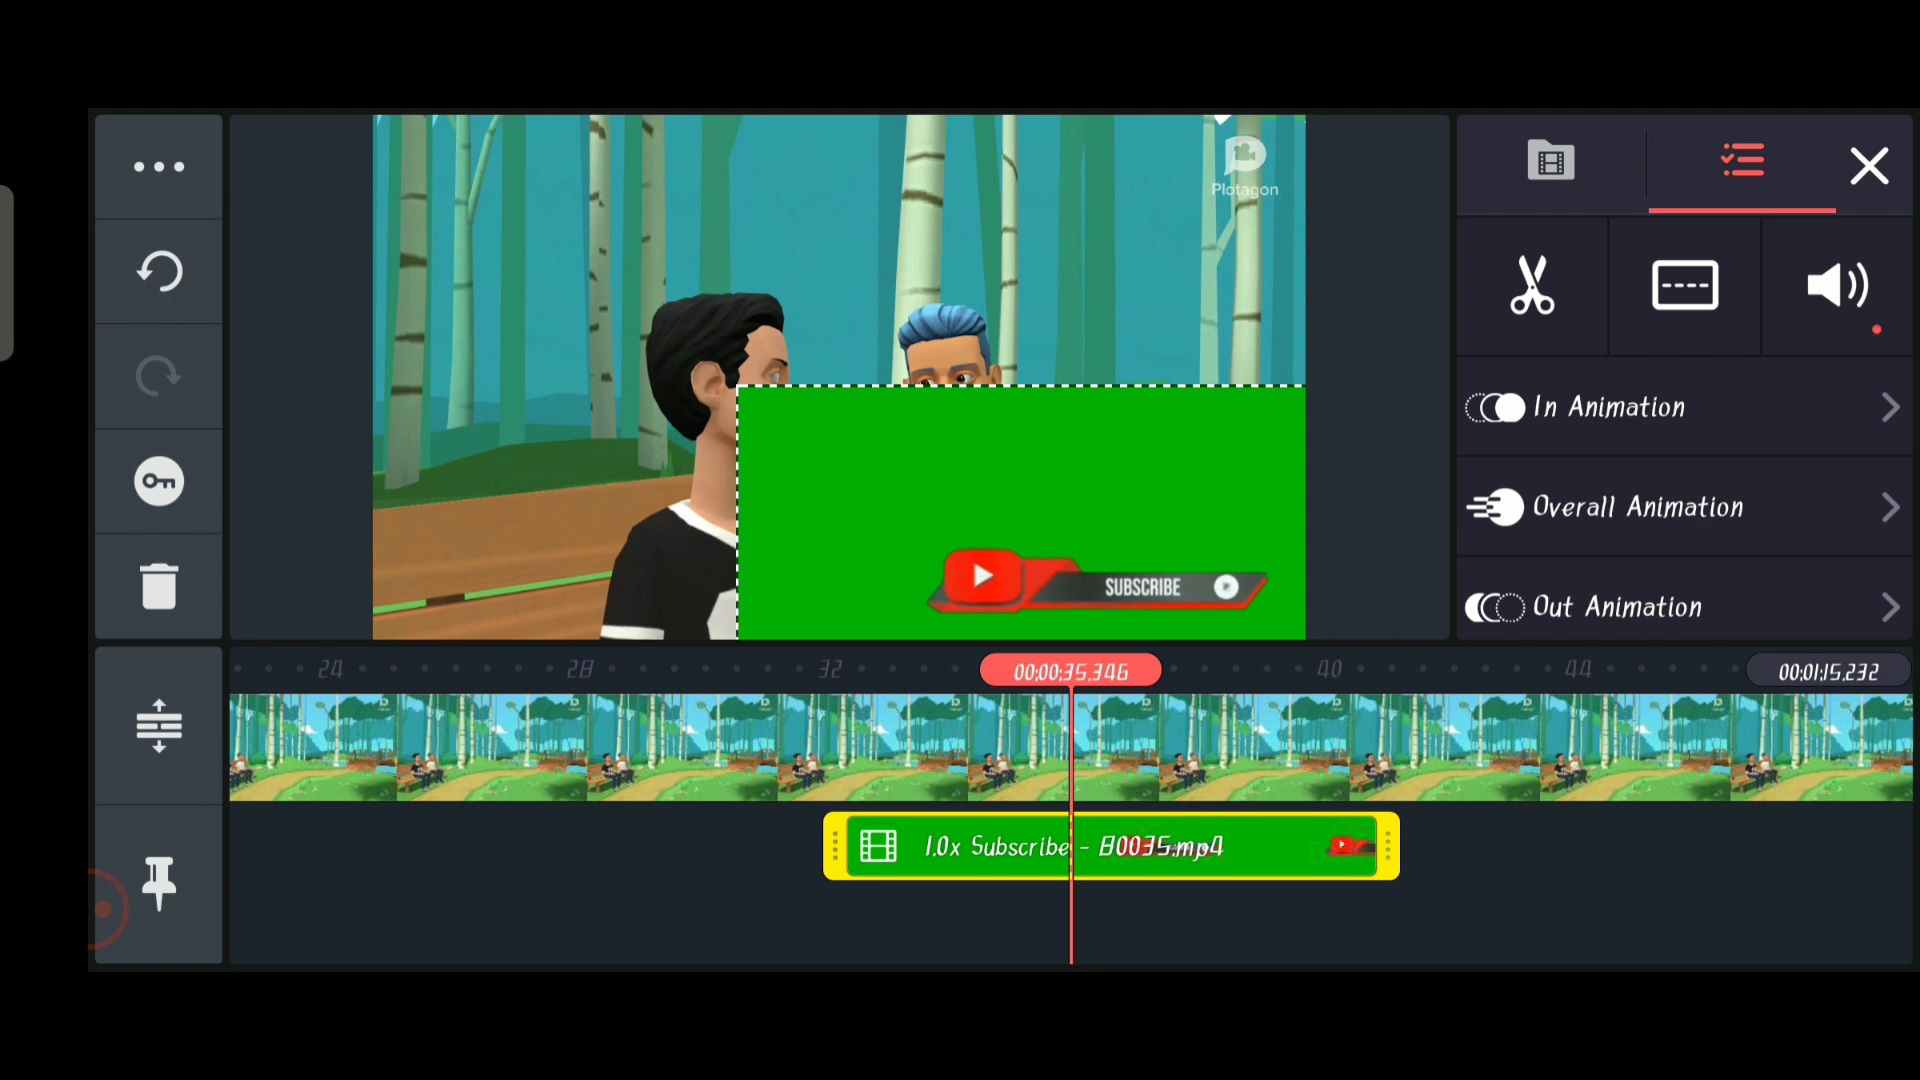 Plotagon
In Animation
Overall Animation
SUBSCRIBE
Out Animation
24 28 32 00:00:35.346 40 44 00:01:15.232
1.0x Subscribe - B0035.mp4